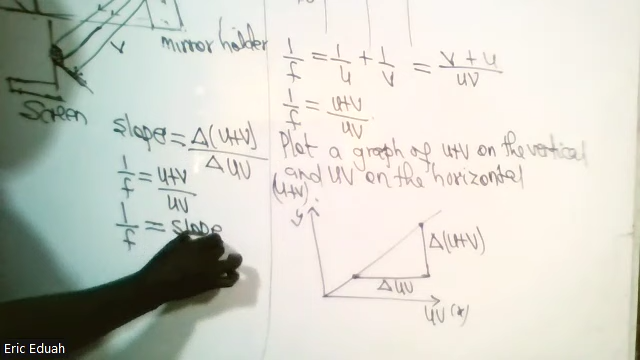 V
mirror holder
Screen
slope = Δ(u+v)
ΔUV
1/f = u+v/uv
1/f = slope
1/f = 1/u + 1/v = v+u/uv
1/f = u+v/uv
Plot a graph of u+v on the vertical
and UV on the horizontal
(u+v)
y
Δ(u+v)
ΔUV
UV(x)
Eric Eduah